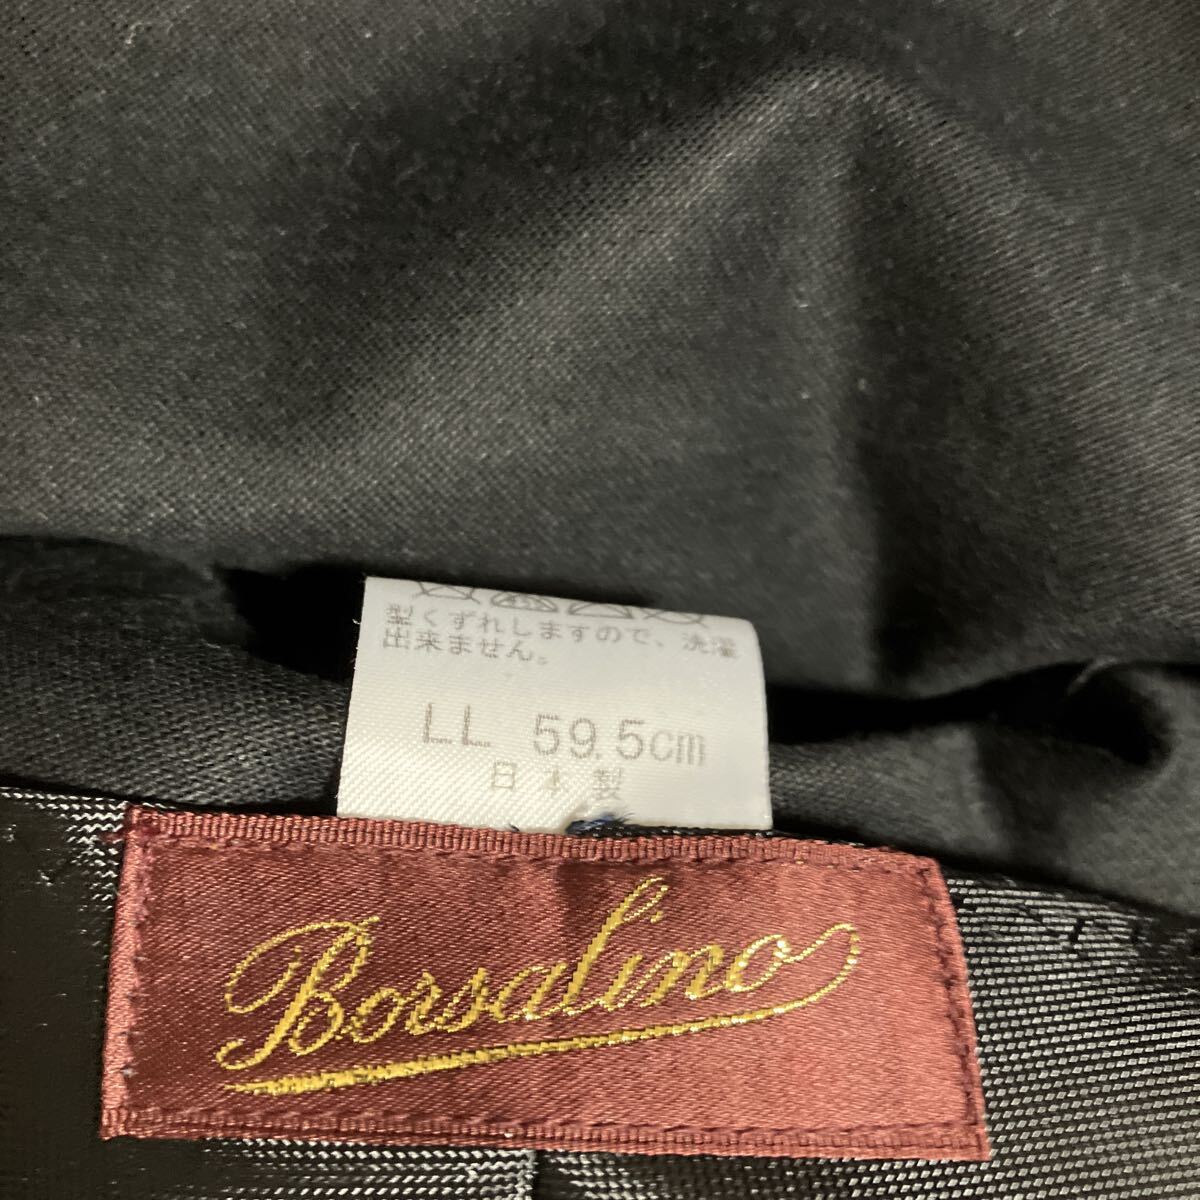 型くずれしますので、洗濯
出来ません。
LL 59.5cm
日本製
Borsalino